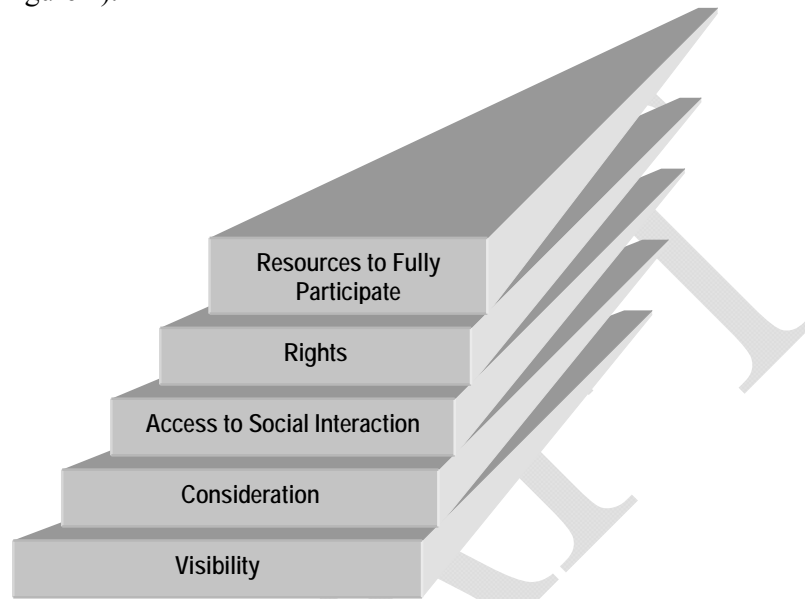 Resources to Fully
Participate
Rights
Access to Social Interaction
Consideration
Visibility